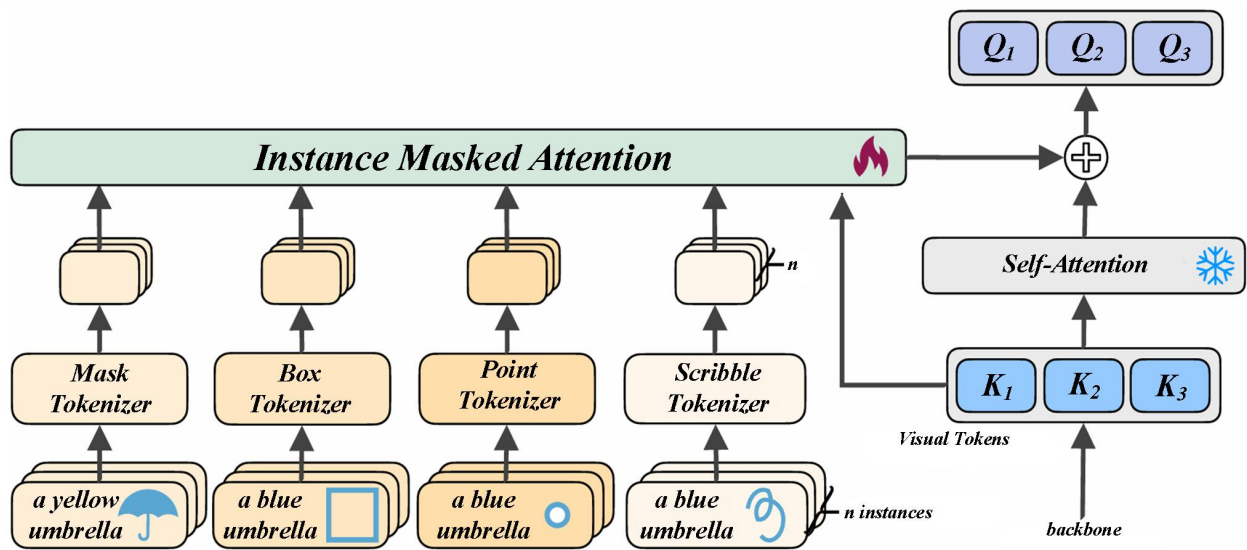 Q1 Q2 Q3
Instance Masked Attention
n
Self-Attention
Mask
Tokenizer
Box
Tokenizer
Point
Tokenizer
Scribble
Tokenizer
K1 K2 K3
Visual Tokens
a yellow
umbrella
a blue
umbrella
a blue
umbrella
a blue
umbrella
n instances
backbone